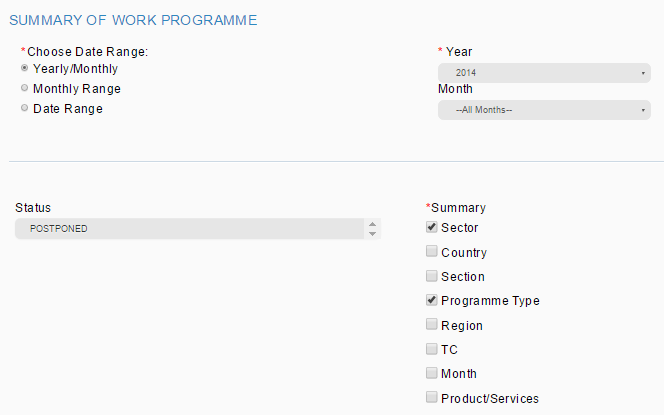 SUMMARY OF WORK PROGRAMME
*Choose Date Range:
Yearly/Monthly
Monthly Range
Date Range
* Year
2014
Month
--All Months--
Status
POSTPONED
*Summary
Sector
Country
Section
Programme Type
Region
TC
Month
Product/Services